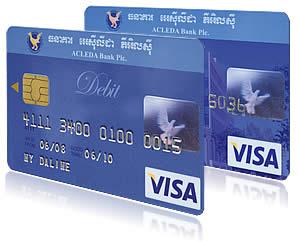 ធនាគារ អេស៊ីលីដា ភីអិលស៊ី
ACLEDA Bank Plc.
Debit
4111 3400 0100 0015
06/08 06/10
VISA
ធនាគារ អេស៊ីលីដា ភីអិលស៊ី
ACLEDA Bank Plc.
5036
VISA